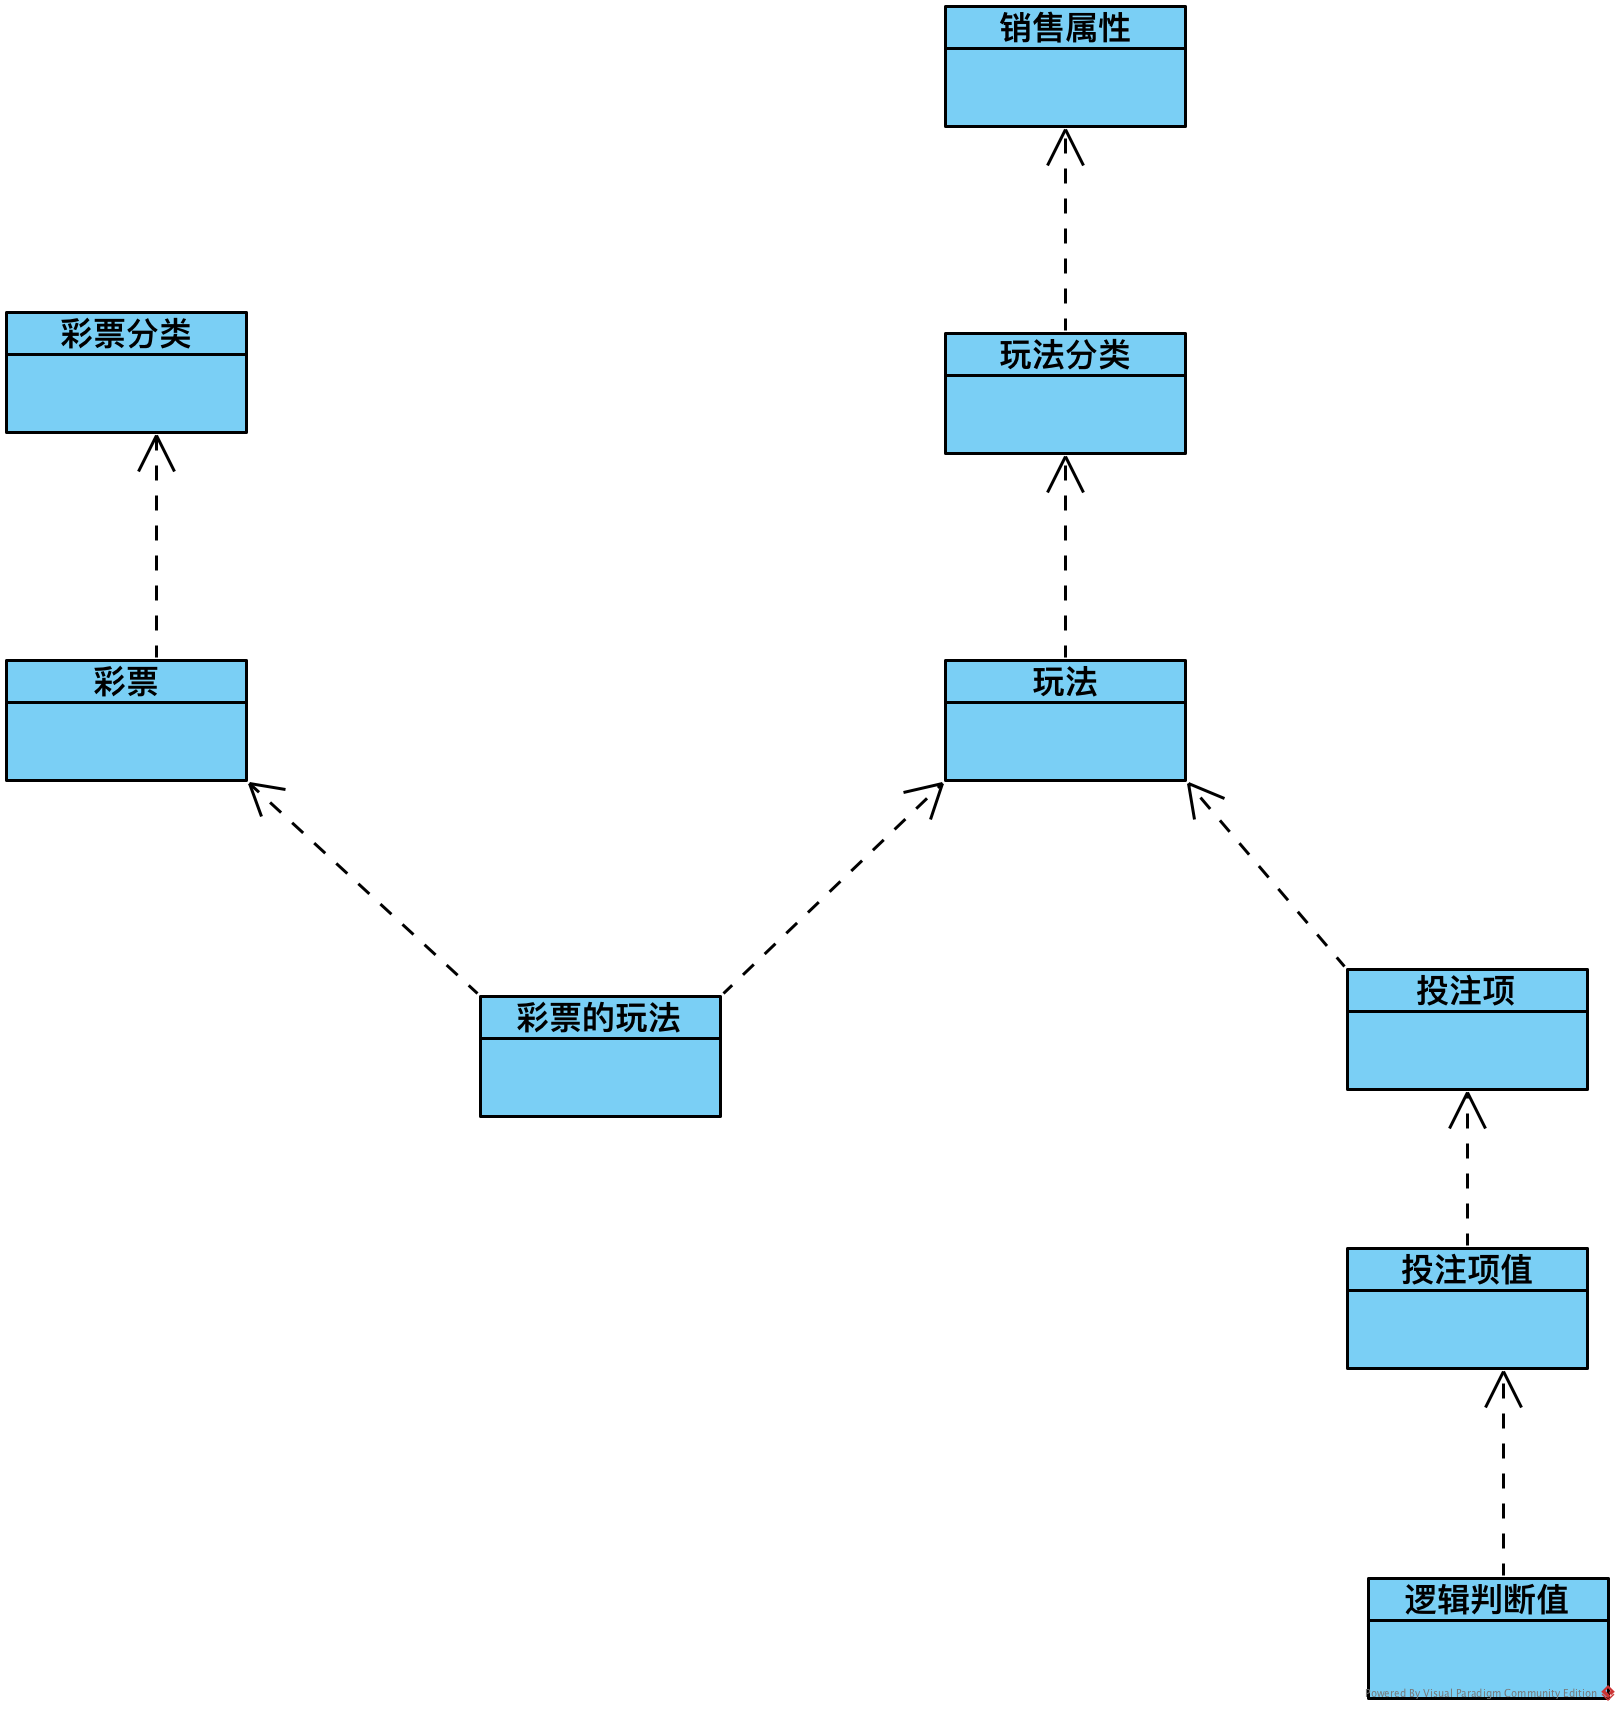 销售属性
彩票分类
玩法分类
彩票
玩法
投注项
彩票的玩法
投注项值
逻辑判断值
Powered By Visual Paradigm Community Edition